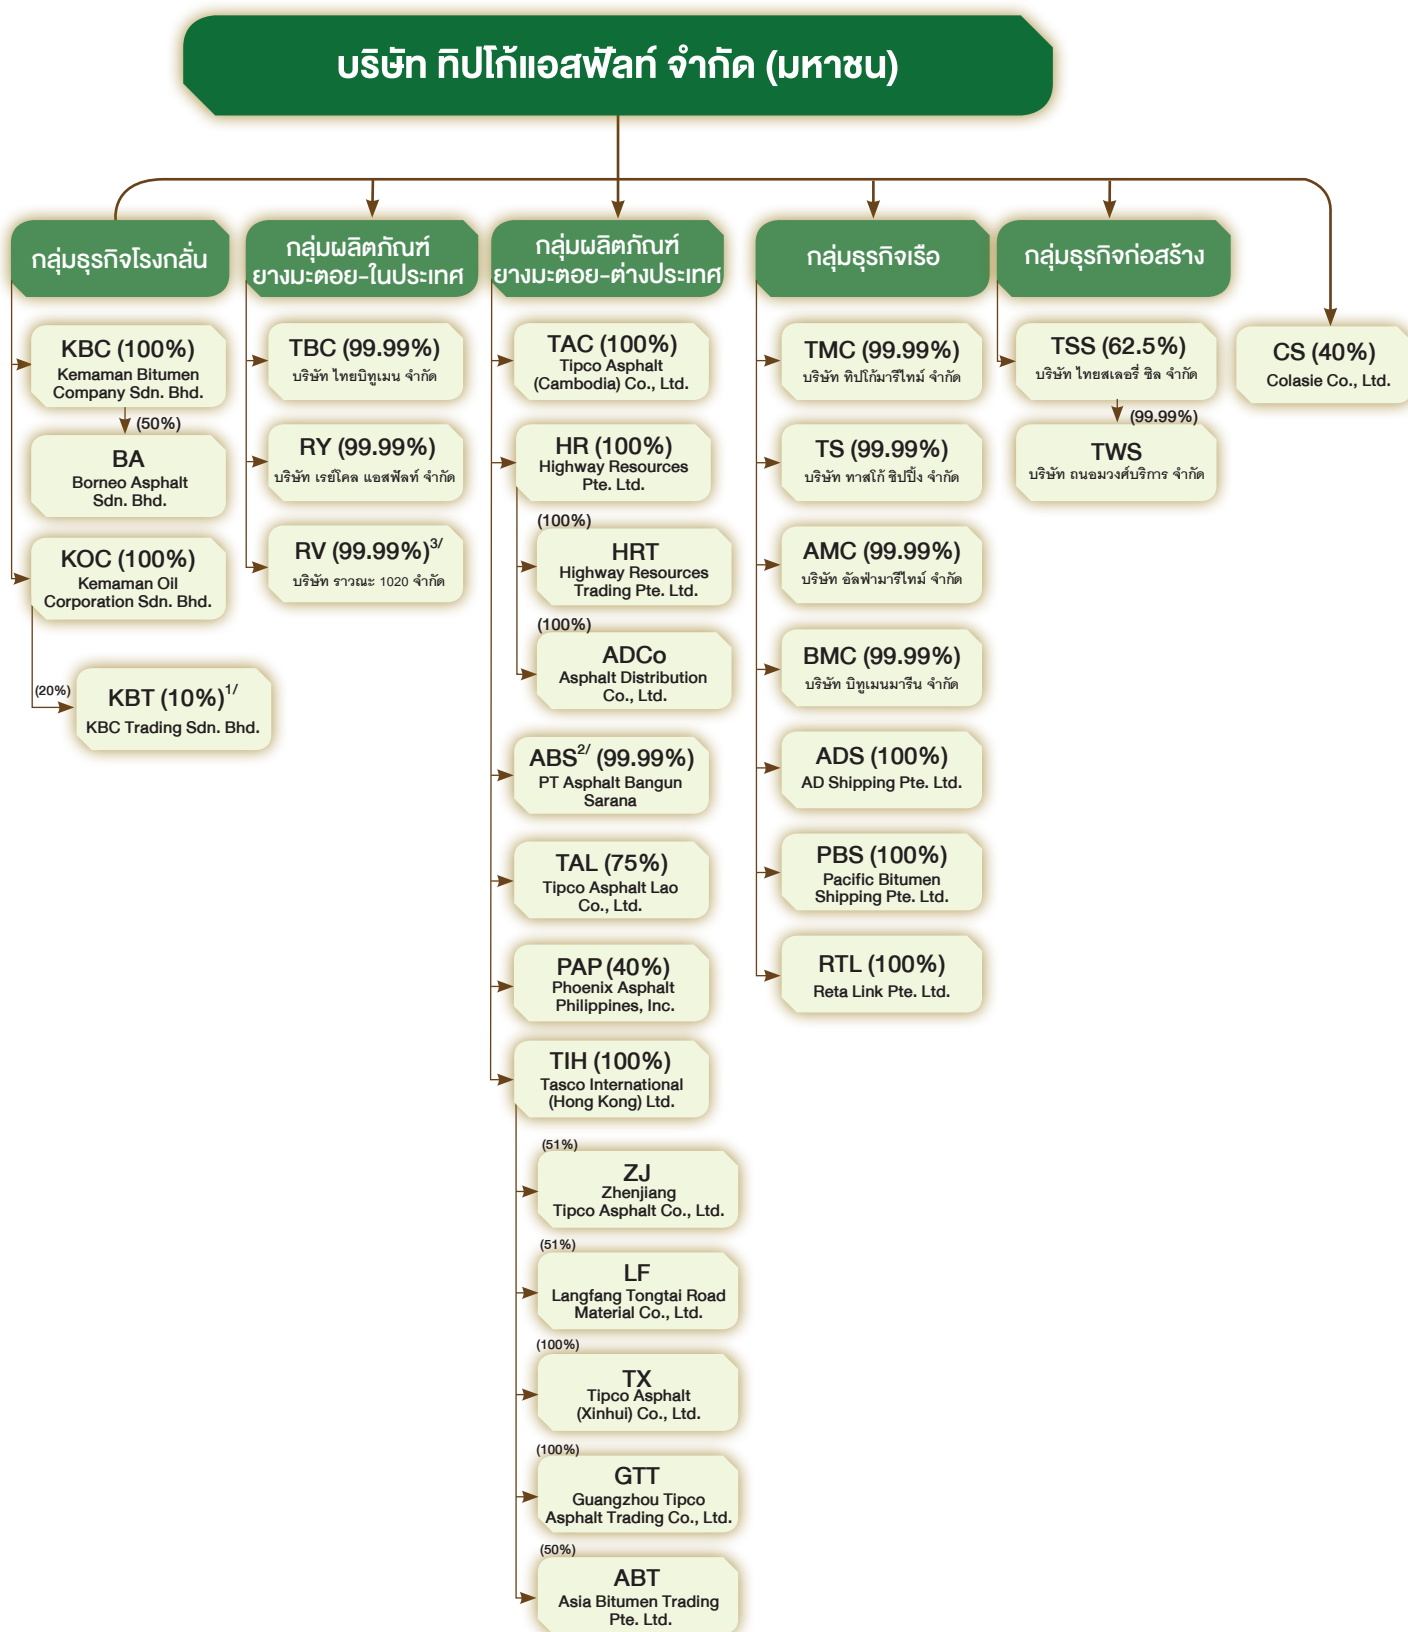 บริษัท ทิปโก้แอสฟัลท์ จำกัด (มหาชน)
กลุ่มธุรกิจโรงกลั่น
KBC (100%)
Kemaman Bitumen
Company Sdn. Bhd.
(50%)
BA
Borneo Asphalt
Sdn. Bhd.
KOC (100%)
Kemaman Oil
Corporation Sdn. Bhd.
(20%)
KBT (10%)1/
KBC Trading Sdn. Bhd.
กลุ่มผลิตภัณฑ์
ยางมะตอย-ในประเทศ
TBC (99.99%)
บริษัท ไทยบิทูเมน จำกัด
RY (99.99%)
บริษัท เรย์โคล แอสฟัลท์ จำกัด
RV (99.99%)3/
บริษัท ราวณะ 1020 จำกัด
กลุ่มผลิตภัณฑ์
ยางมะตอย-ต่างประเทศ
TAC (100%)
Tipco Asphalt
(Cambodia) Co., Ltd.
HR (100%)
Highway Resources
Pte. Ltd.
(100%)
HRT
Highway Resources
Trading Pte. Ltd.
(100%)
ADCo
Asphalt Distribution
Co., Ltd.
ABS2/ (99.99%)
PT Asphalt Bangun
Sarana
TAL (75%)
Tipco Asphalt Lao
Co., Ltd.
PAP (40%)
Phoenix Asphalt
Philippines, Inc.
TIH (100%)
Tasco International
(Hong Kong) Ltd.
(51%)
ZJ
Zhenjiang
Tipco Asphalt Co., Ltd.
(51%)
LF
Langfang Tongtai Road
Material Co., Ltd.
(100%)
TX
Tipco Asphalt
(Xinhui) Co., Ltd.
(100%)
GTT
Guangzhou Tipco
Asphalt Trading Co., Ltd.
(50%)
ABT
Asia Bitumen Trading
Pte. Ltd.
กลุ่มธุรกิจเรือ
TMC (99.99%)
บริษัท ทิปโก้มารีไทม์ จำกัด
TS (99.99%)
บริษัท ทาสโก้ ชิปปิ้ง จำกัด
AMC (99.99%)
บริษัท อัลฟ่ามารีไทม์ จำกัด
BMC (99.99%)
บริษัท บิทูเมนมารีน จำกัด
ADS (100%)
AD Shipping Pte. Ltd.
PBS (100%)
Pacific Bitumen
Shipping Pte. Ltd.
RTL (100%)
Reta Link Pte. Ltd.
กลุ่มธุรกิจก่อสร้าง
TSS (62.5%)
บริษัท ไทยสเลอรี่ ซิล จำกัด
(99.99%)
TWS
บริษัท ถนอมวงศ์บริการ จำกัด
CS (40%)
Colasie Co., Ltd.